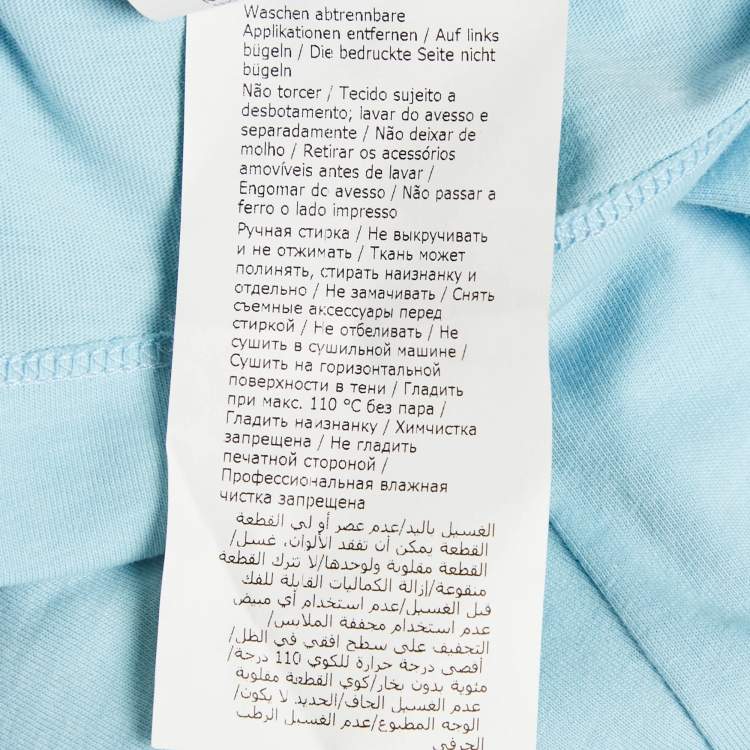 Waschen abtrennbare
Applikationen entfernen / Auf links
bügeln / Die bedruckte Seite nicht
bügeln
Não torcer / Tecido sujeito a
desbotamento; lavar do avesso e
separadamente / Não deixar de
molho / Retirar os acessórios
amovíveis antes de lavar /
Engomar do avesso / Não passar a
ferro o lado impresso
Ручная стирка / Не выкручивать
и не отжимать / Ткань может
полинять, стирать наизнанку и
отдельно / Не замачивать / Снять
съемные аксессуары перед
стиркой / Не отбеливать / Не
сушить в сушильной машине /
Сушить на горизонтальной
поверхности в тени / Гладить
при макс. 110 °C без пара /
Гладить наизнанку / Химчистка
запрещена / Не гладить
печатной стороной /
Профессиональная влажная
чистка запрещена
الغسيل باليد/عدم عصر أو لي القطعة
القطعة يمكن أن تفقد الألوان، غسل/
القطعة مقلوبة ولوحدها/لا تترك القطعة
منقوعة/إزالة الكماليات القابلة للفك
قبل الغسيل/عدم استخدام أي مبيض
عدم استخدام مجففة الملابس/
التجفيف على سطح افقي في الظل/
أقصى درجة حرارة للكوي 110 درجة/
مئوية بدون بخار/كوي القطعة مقلوبة
عدم الغسيل الجاف/الحديد لا يكون/
الوجه المطبوع/عدم الغسيل الرطب
الحرفي